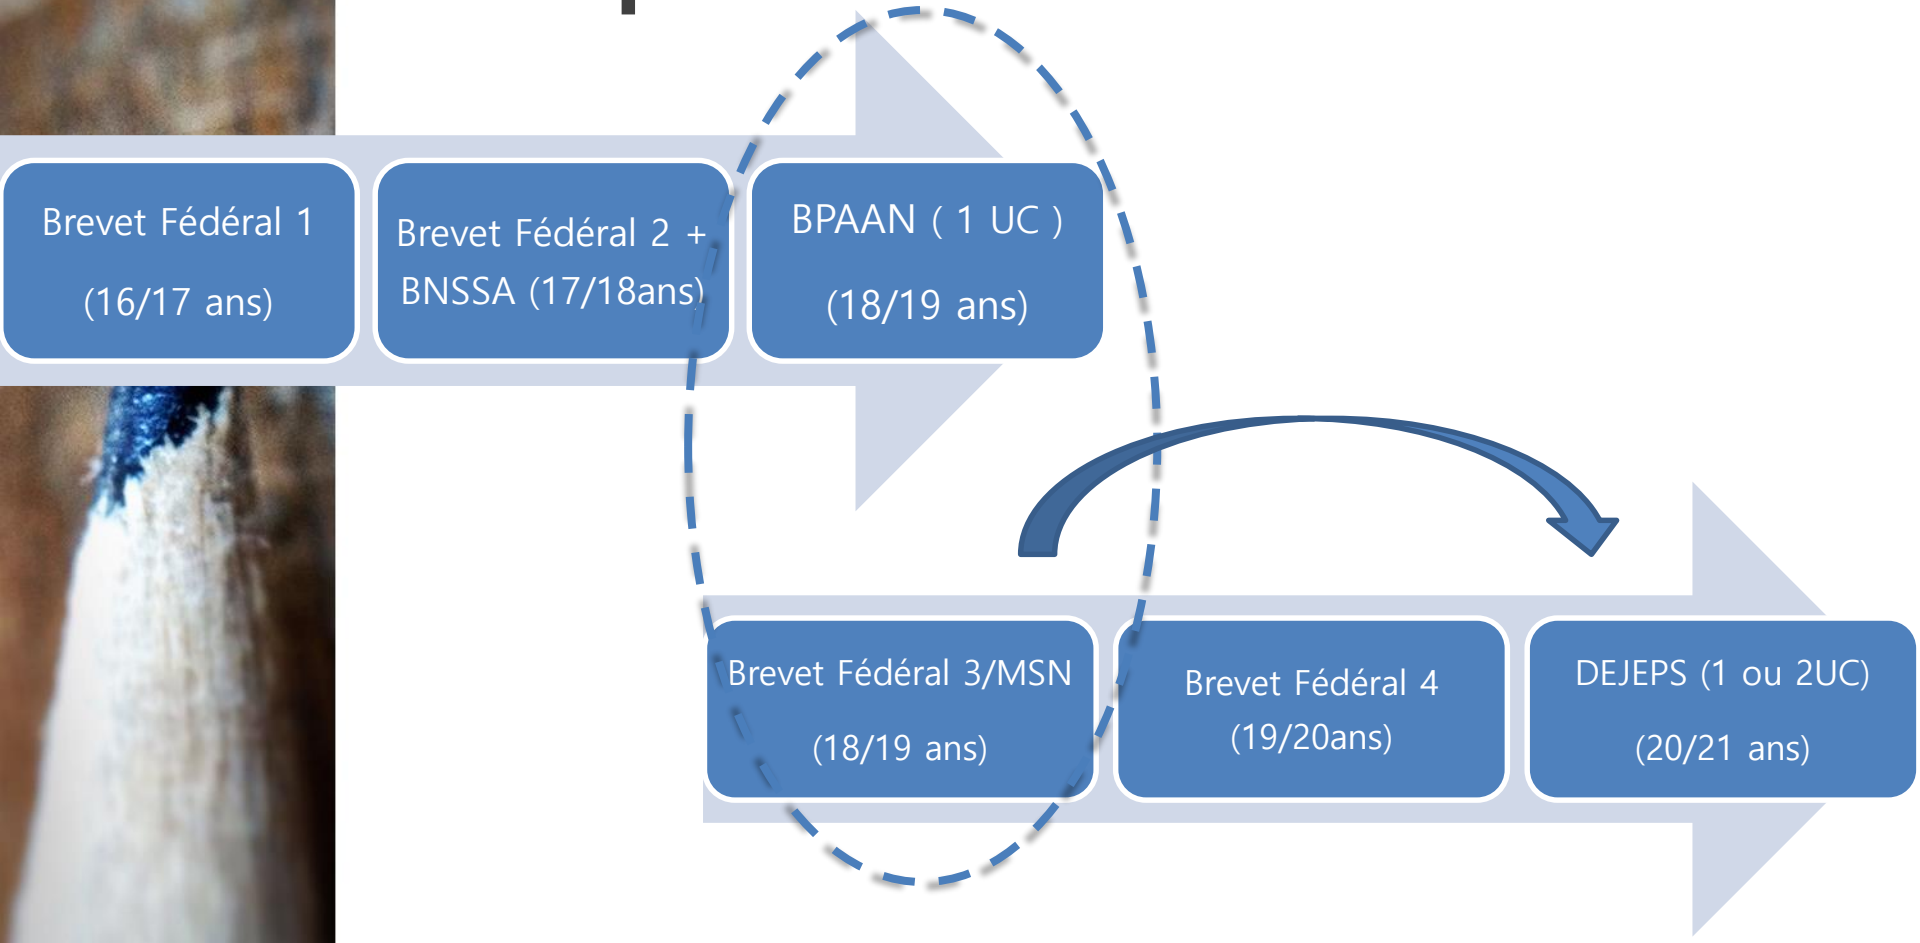 Brevet Fédéral 1
(16/17 ans)
Brevet Fédéral 2 +
BNSSA (17/18ans)
BPAAN ( 1 UC )
(18/19 ans)
Brevet Fédéral 3/MSN
(18/19 ans)
Brevet Fédéral 4
(19/20ans)
DEJEPS (1 ou 2UC)
(20/21 ans)